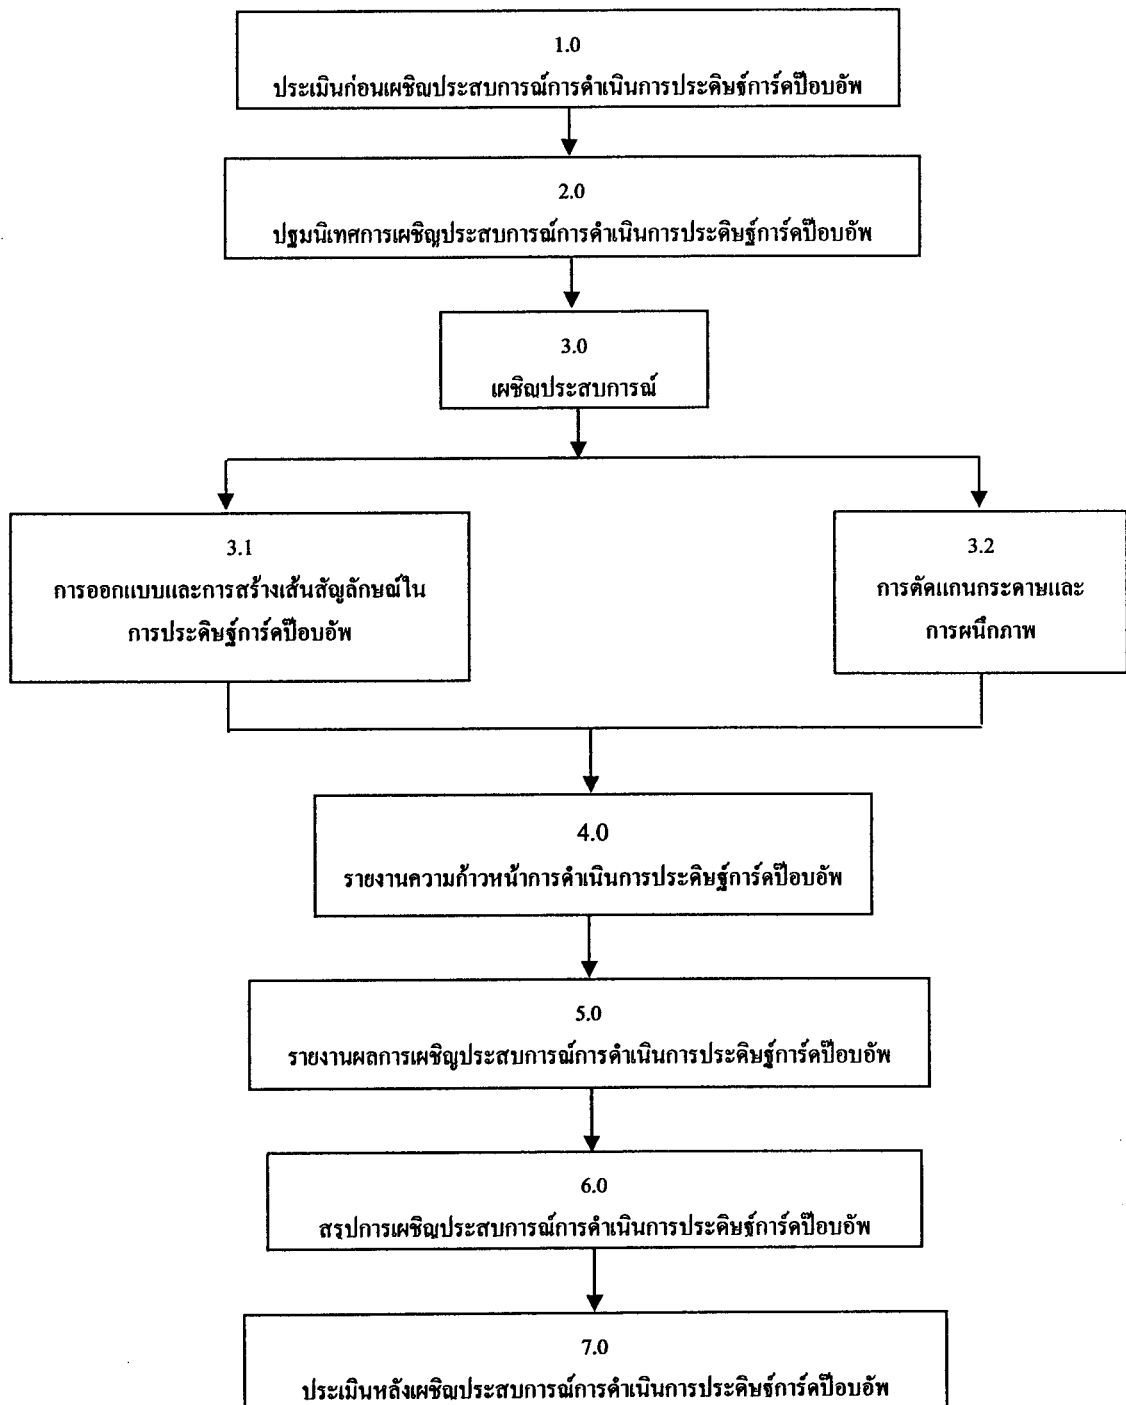 1.0
ประเมินก่อนเผชิญประสบการณ์การดำเนินการประดิษฐ์การ์ดป๊อบอัพ
2.0
ปฐมนิเทศการเผชิญประสบการณ์การดำเนินการประดิษฐ์การ์ดป๊อบอัพ
3.0
เผชิญประสบการณ์
3.1
การออกแบบและการสร้างเส้นสัญลักษณ์ใน
การประดิษฐ์การ์ดป๊อบอัพ
3.2
การตัดแกนกระดาษและ
การผนึกภาพ
4.0
รายงานความก้าวหน้าการดำเนินการประดิษฐ์การ์ดป๊อบอัพ
5.0
รายงานผลการเผชิญประสบการณ์การดำเนินการประดิษฐ์การ์ดป๊อบอัพ
6.0
สรุปการเผชิญประสบการณ์การดำเนินการประดิษฐ์การ์ดป๊อบอัพ
7.0
ประเมินหลังเผชิญประสบการณ์การดำเนินการประดิษฐ์การ์ดป๊อบอัพ